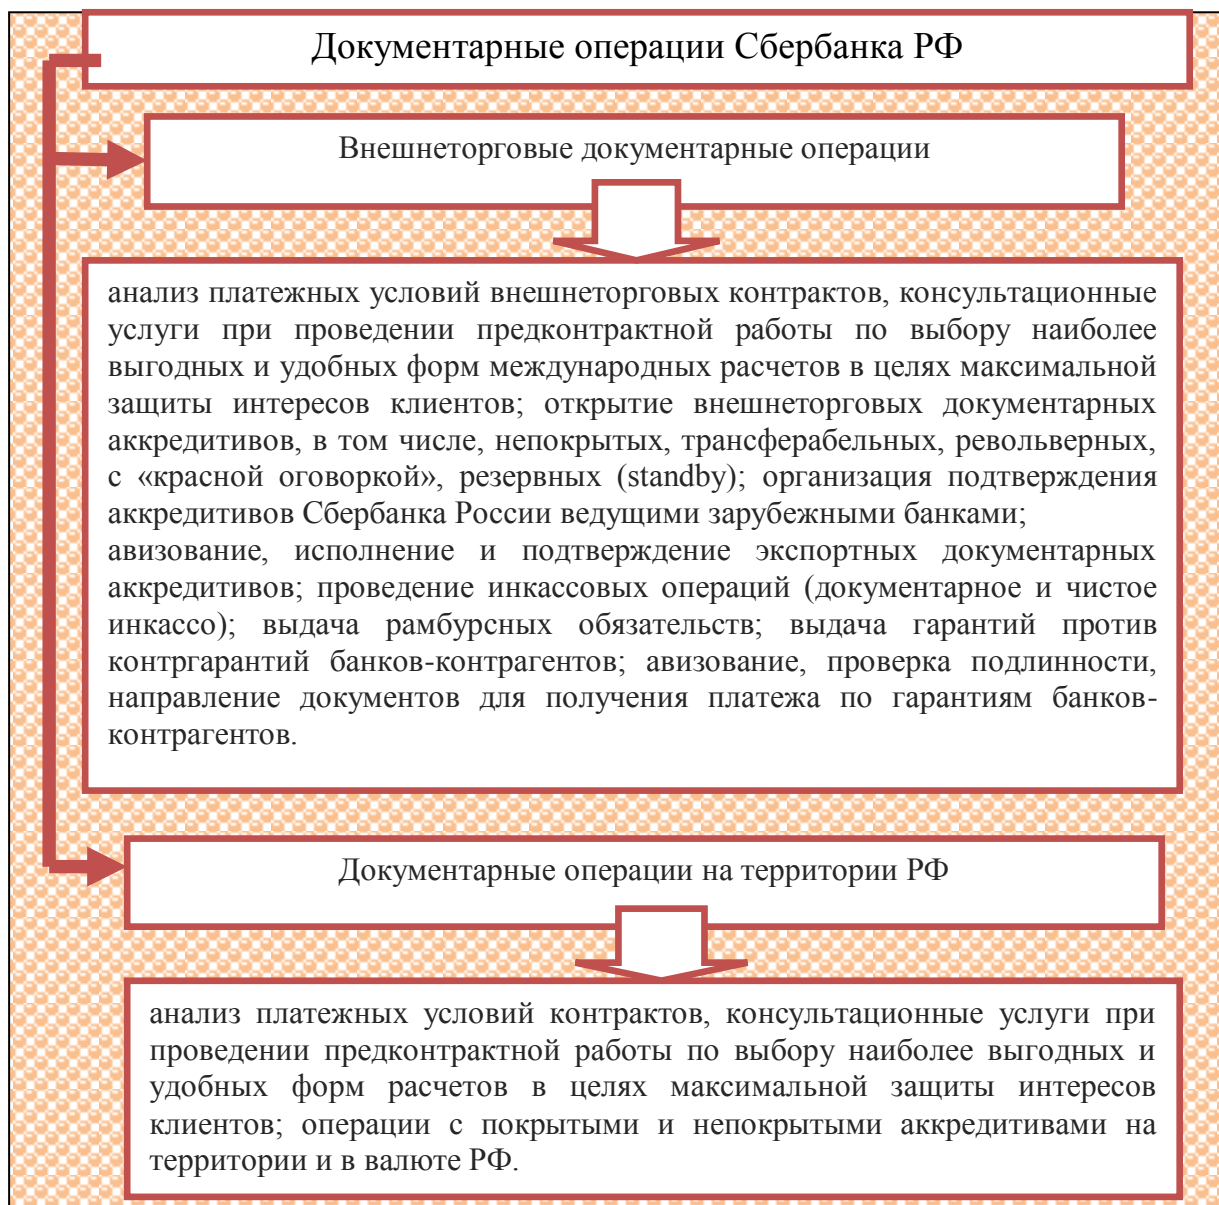 Документарные операции Сбербанка РФ
Внешнеторговые документарные операции
анализ платежных условий внешнеторговых контрактов, консультационные
услуги при проведении предконтрактной работы по выбору наиболее
выгодных и удобных форм международных расчетов в целях максимальной
защиты интересов клиентов; открытие внешнеторговых документарных
аккредитивов, в том числе, непокрытых, трансферабельных, револьверных,
с «красной оговоркой», резервных (standby); организация подтверждения
аккредитивов Сбербанка России ведущими зарубежными банками;
авизование, исполнение и подтверждение экспортных документарных
аккредитивов; проведение инкассовых операций (документарное и чистое
инкассо); выдача рамбурсных обязательств; выдача гарантий против
контргарантий банков-контрагентов; авизование, проверка подлинности,
направление документов для получения платежа по гарантиям банков-
контрагентов.
Документарные операции на территории РФ
анализ платежных условий контрактов, консультационные услуги при
проведении предконтрактной работы по выбору наиболее выгодных и
удобных форм расчетов в целях максимальной защиты интересов
клиентов; операции с покрытыми и непокрытыми аккредитивами на
территории и в валюте РФ.